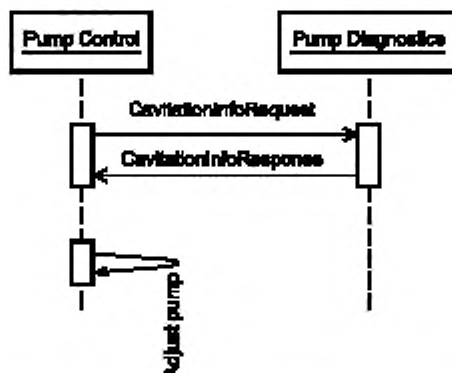 Pump Control
Pump Diagnostics
CavitationInfoRequest
CavitationInfoResponse
Adjust pump